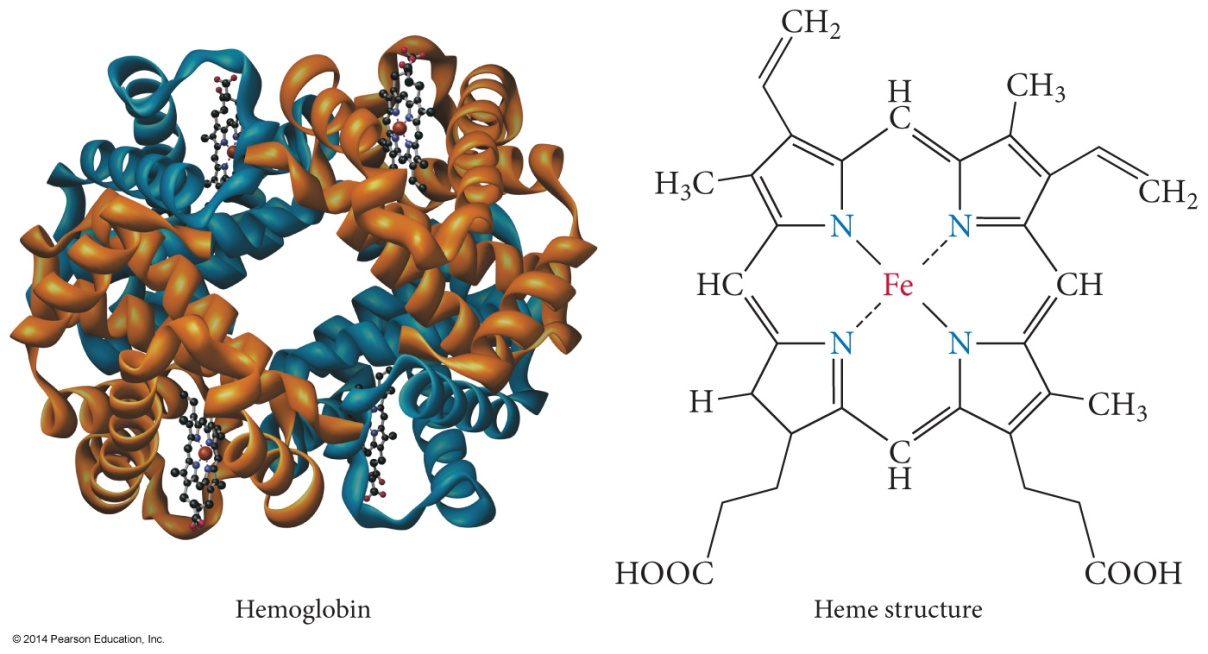 CH2
H
C
CH3
H3C
CH2
N
N
HC
Fe
CH
N
N
H
CH3
C
H
HOOC
COOH
Hemoglobin
Heme structure
© 2014 Pearson Education, Inc.